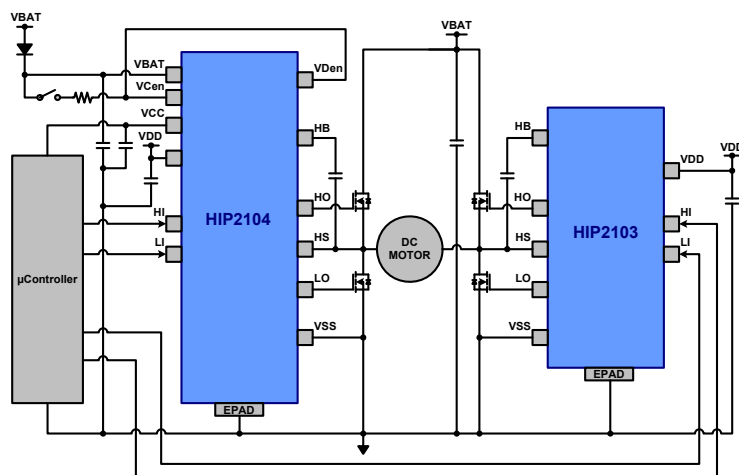 VBAT
VBAT
VCen
VCC
VDD
HI
LI
µController
HIP2104
VDen
HB
HO
HS
LO
VSS
EPAD
VBAT
DC
MOTOR
HB
HO
HS
LO
VSS
EPAD
HIP2103
VDD
HI
LI
VDD